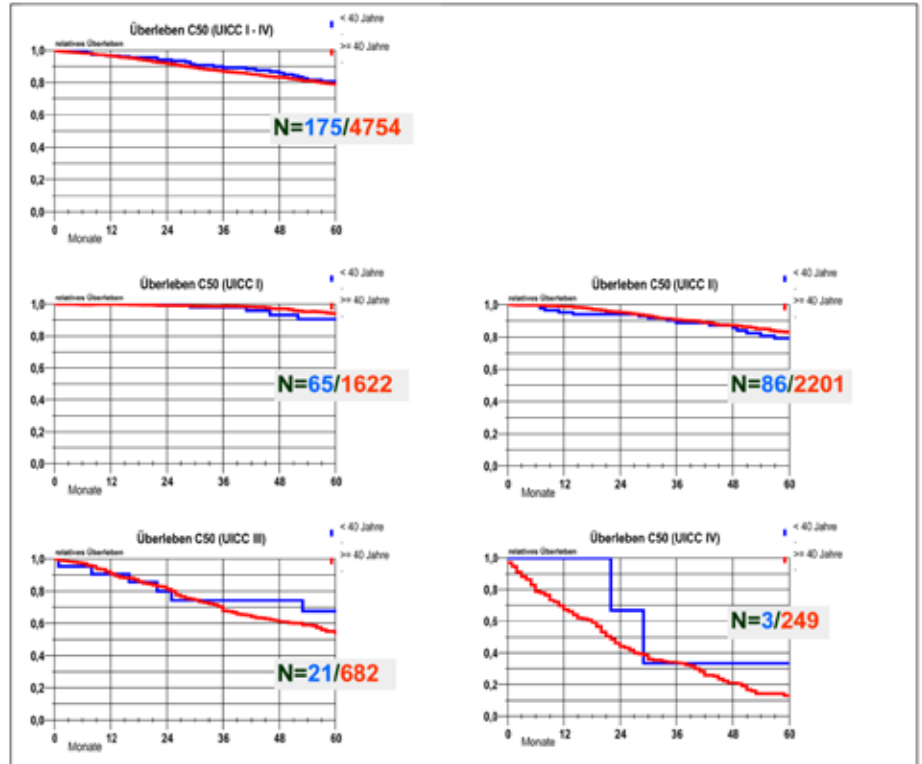 Überleben C50 (UICC I - IV)
< 40 Jahre
>= 40 Jahre
relatives Überleben
1,0
0,8
0,6
0,4
0,2
0,0
0 12 24 36 48 60
Monate
N=175/4754
Überleben C50 (UICC I)
< 40 Jahre
>= 40 Jahre
relatives Überleben
1,0
0,8
0,6
0,4
0,2
0,0
0 12 24 36 48 60
Monate
N=65/1622
Überleben C50 (UICC II)
< 40 Jahre
>= 40 Jahre
relatives Überleben
1,0
0,8
0,6
0,4
0,2
0,0
0 12 24 36 48 60
Monate
N=86/2201
Überleben C50 (UICC III)
< 40 Jahre
>= 40 Jahre
relatives Überleben
1,0
0,8
0,6
0,4
0,2
0,0
0 12 24 36 48 60
Monate
N=21/682
Überleben C50 (UICC IV)
< 40 Jahre
>= 40 Jahre
relatives Überleben
1,0
0,8
0,6
0,4
0,2
0,0
0 12 24 36 48 60
Monate
N=3/249